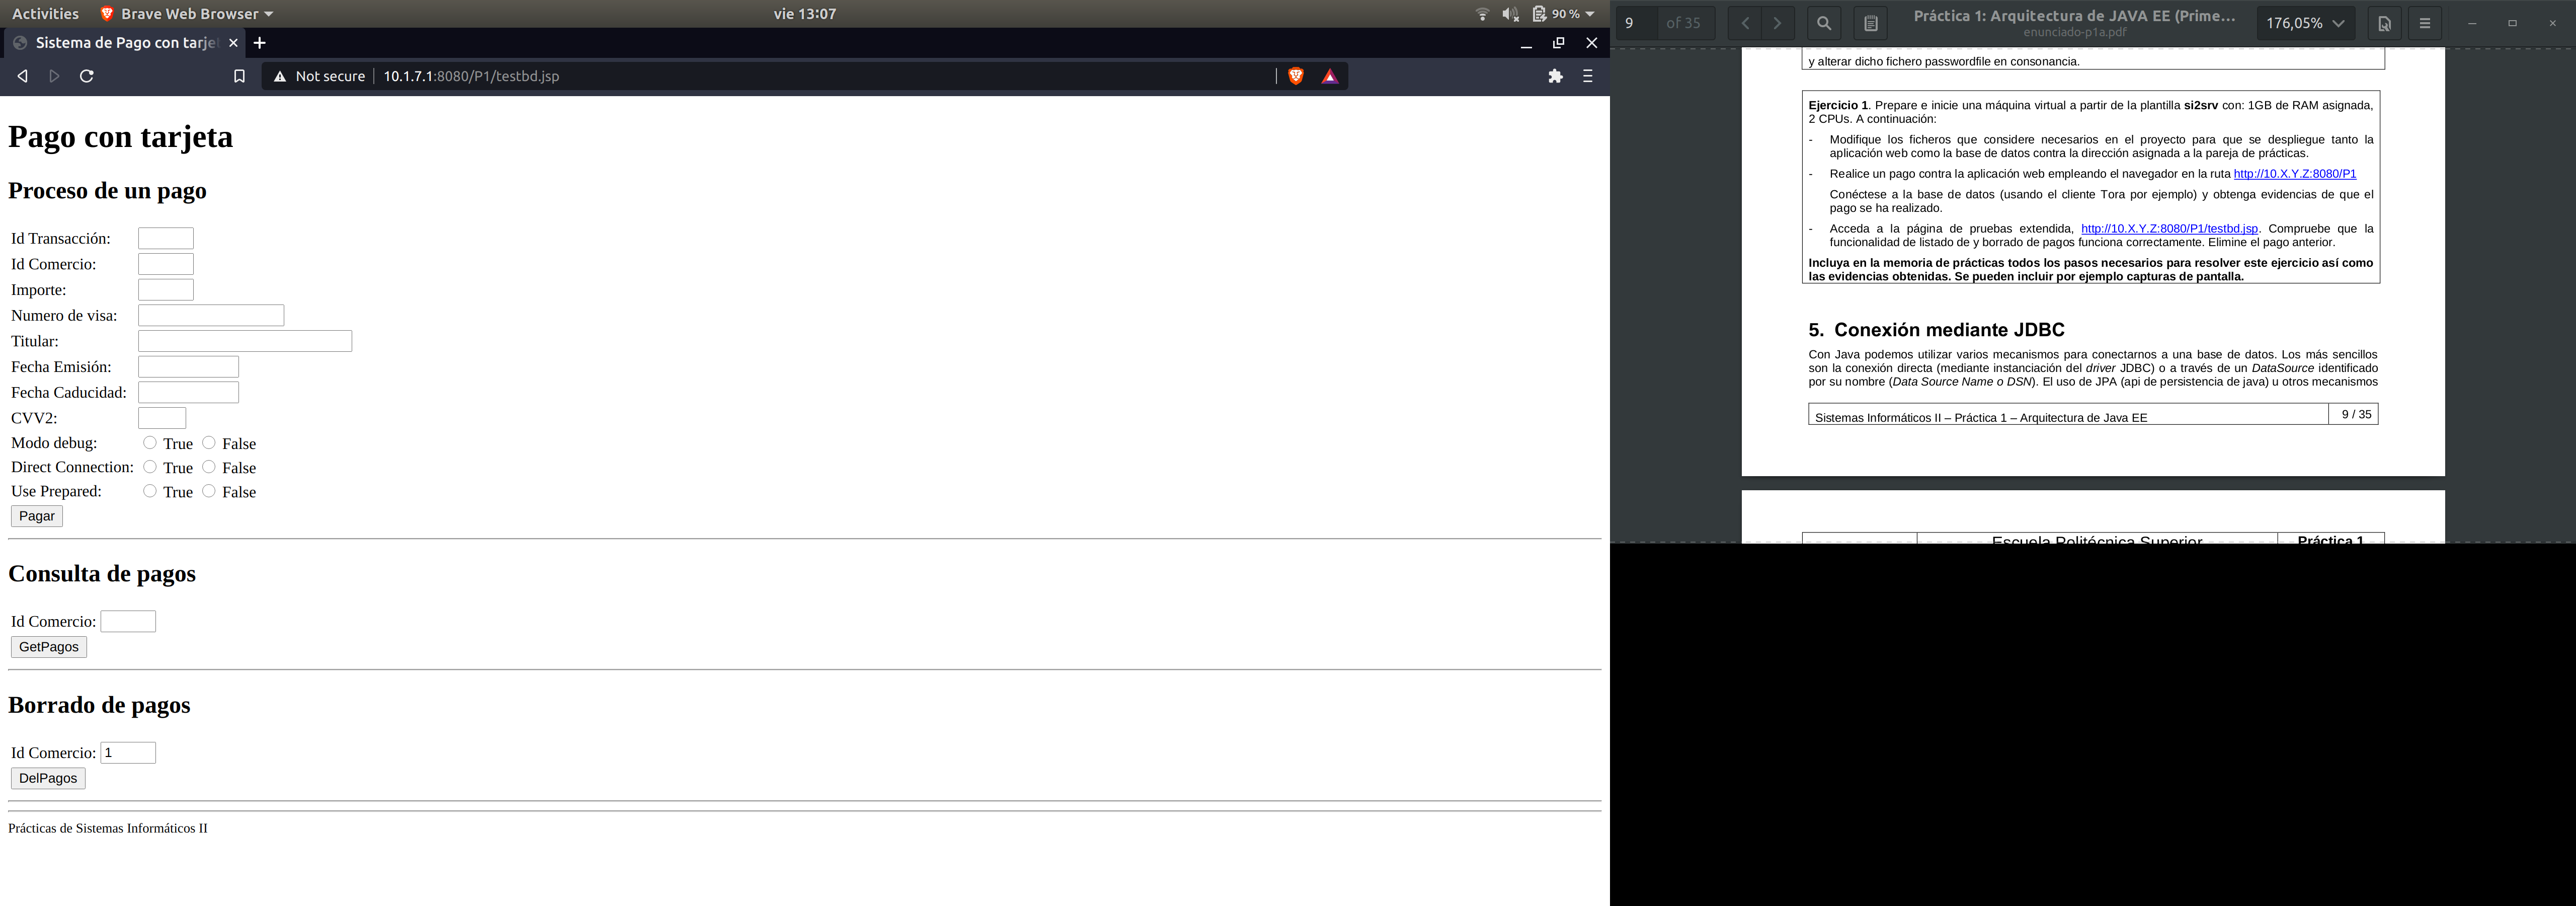 Activities
Brave Web Browser
vie 13:07
90 %
Sistema de Pago con tarje
Not secure
10.1.7.1:8080/P1/testbd.jsp
Pago con tarjeta
Proceso de un pago
Id Transacción:
Id Comercio:
Importe:
Numero de visa:
Titular:
Fecha Emisión:
Fecha Caducidad:
CVV2:
Modo debug: True False
Direct Connection: True False
Use Prepared: True False
Pagar
Consulta de pagos
Id Comercio:
GetPagos
Borrado de pagos
Id Comercio: 1
DelPagos
Prácticas de Sistemas Informáticos II
9 of 35
Práctica 1: Arquitectura de JAVA EE (Prime…
enunciado-p1a.pdf
176,05%
y alterar dicho fichero passwordfile en consonancia.
Ejercicio 1. Prepare e inicie una máquina virtual a partir de la plantilla si2srv con: 1GB de RAM asignada,
2 CPUs. A continuación:
- Modifique los ficheros que considere necesarios en el proyecto para que se despliegue tanto la
aplicación web como la base de datos contra la dirección asignada a la pareja de prácticas.
- Realice un pago contra la aplicación web empleando el navegador en la ruta http://10.X.Y.Z:8080/P1
Conéctese a la base de datos (usando el cliente Tora por ejemplo) y obtenga evidencias de que el
pago se ha realizado.
- Acceda a la página de pruebas extendida, http://10.X.Y.Z:8080/P1/testbd.jsp. Compruebe que la
funcionalidad de listado de y borrado de pagos funciona correctamente. Elimine el pago anterior.
Incluya en la memoria de prácticas todos los pasos necesarios para resolver este ejercicio así como
las evidencias obtenidas. Se pueden incluir por ejemplo capturas de pantalla.
5. Conexión mediante JDBC
Con Java podemos utilizar varios mecanismos para conectarnos a una base de datos. Los más sencillos
son la conexión directa (mediante instanciación del driver JDBC) o a través de un DataSource identificado
por su nombre (Data Source Name o DSN). El uso de JPA (api de persistencia de java) u otros mecanismos
Sistemas Informáticos II – Práctica 1 – Arquitectura de Java EE
9 / 35
Escuela Politécnica Superior
Práctica 1